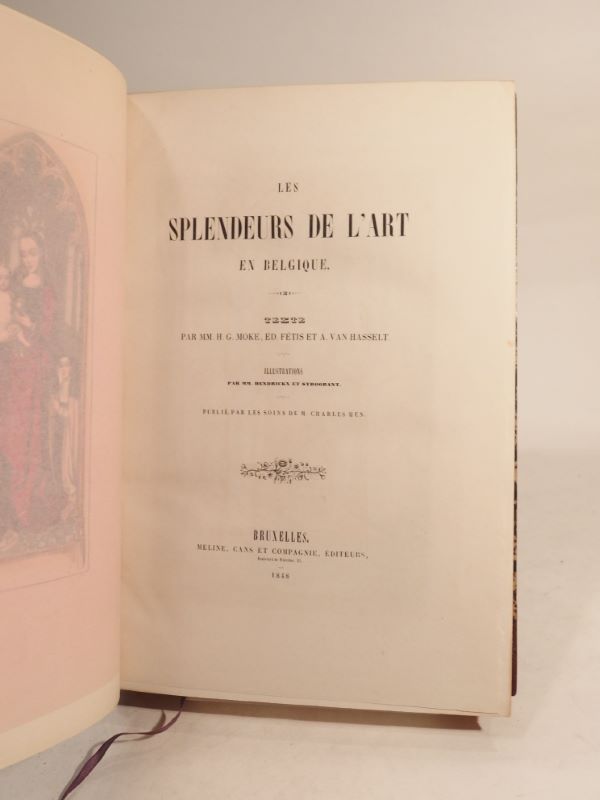 LES
SPLENDEURS DE L'ART
EN BELGIQUE.
TEXTE
PAR MM. H. G. MOKE, ED. FÉTIS ET A. VAN HASSELT.
ILLUSTRATIONS
PAR MM. HENDRICKX ET STROOBANT.
PUBLIÉ PAR LES SOINS DE M. CHARLES HEN.
BRUXELLES,
MELINE, CANS ET COMPAGNIE, ÉDITEURS,
1848